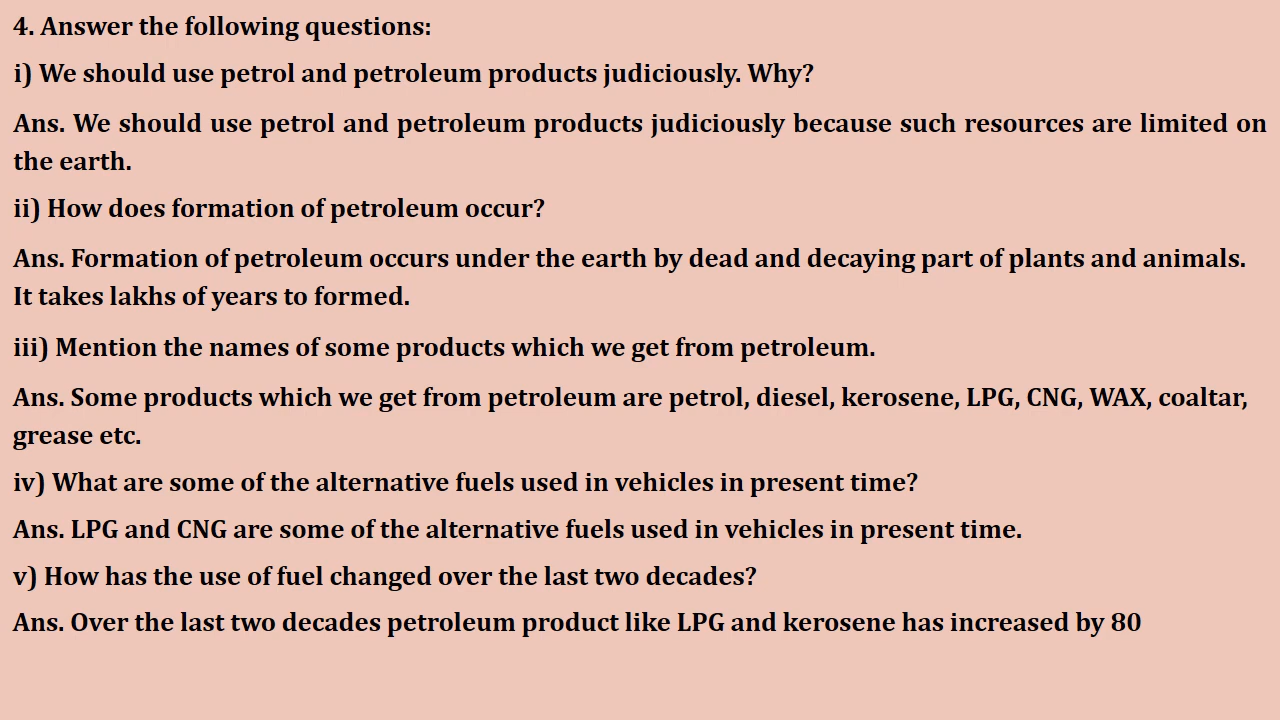 4. Answer the following questions:
i) We should use petrol and petroleum products judiciously. Why?
Ans. We should use petrol and petroleum products judiciously because such resources are limited on
the earth.
ii) How does formation of petroleum occur?
Ans. Formation of petroleum occurs under the earth by dead and decaying part of plants and animals.
It takes lakhs of years to formed.
iii) Mention the names of some products which we get from petroleum.
Ans. Some products which we get from petroleum are petrol, diesel, kerosene, LPG, CNG, WAX, coaltar,
grease etc.
iv) What are some of the alternative fuels used in vehicles in present time?
Ans. LPG and CNG are some of the alternative fuels used in vehicles in present time.
v) How has the use of fuel changed over the last two decades?
Ans. Over the last two decades petroleum product like LPG and kerosene has increased by 80